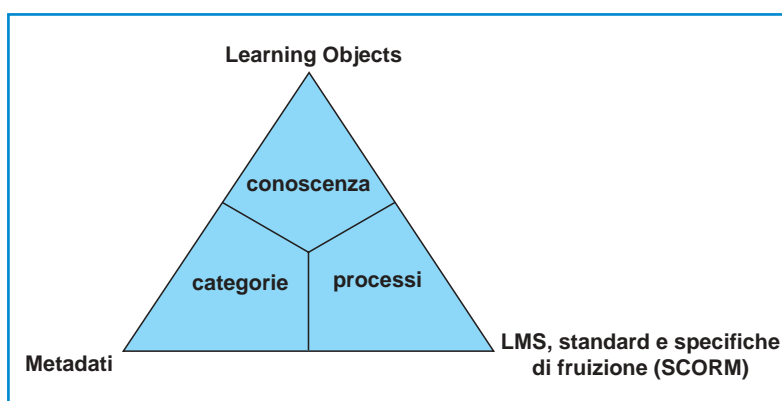 Learning Objects
conoscenza
categorie
processi
Metadati
LMS, standard e specifiche
di fruizione (SCORM)